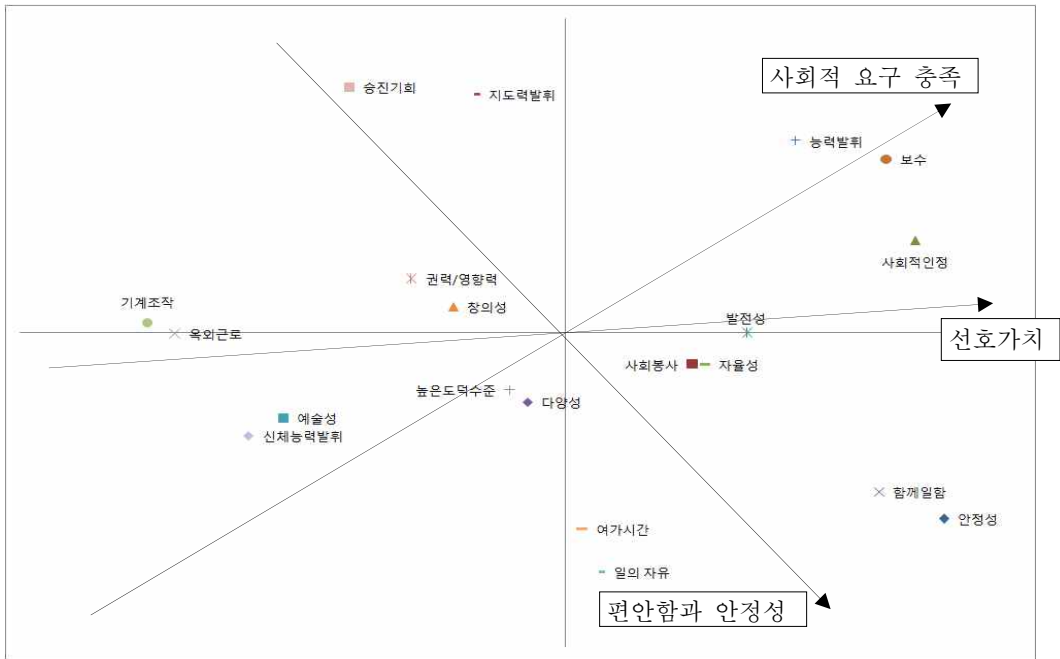 사회적 요구 충족
승진기회
지도력발휘
능력발휘
보수
사회적인정
권력/영향력
기계조작
창의성
발전성
옥외근로
선호가치
사회봉사
자율성
높은도덕수준
다양성
예술성
신체능력발휘
함께일함
안정성
여가시간
일의 자유
편안함과 안정성